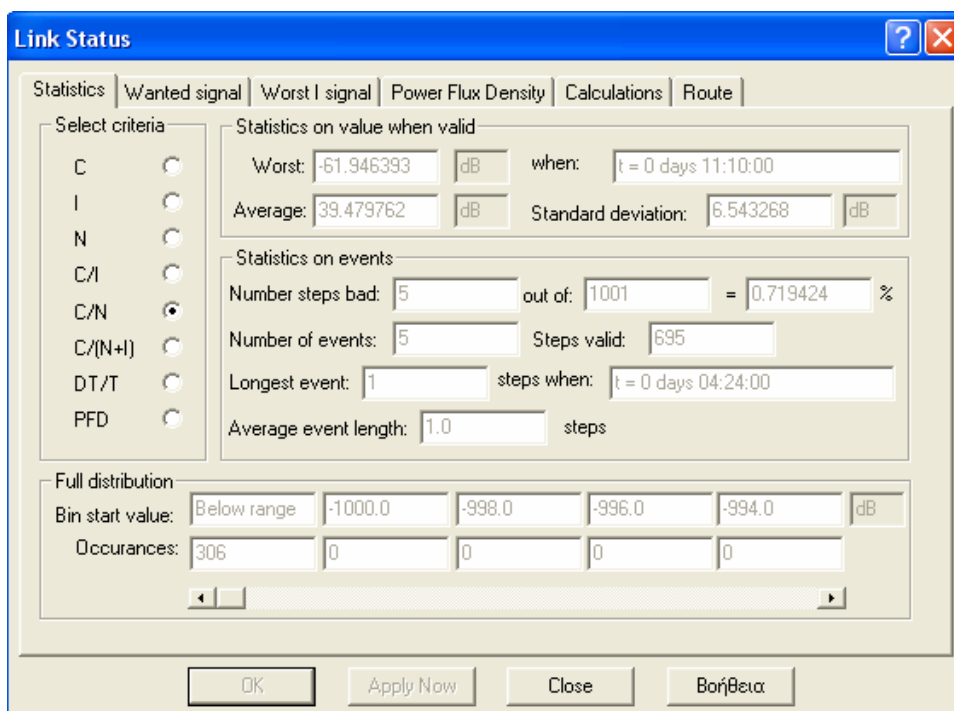 Link Status
Statistics Wanted signal Worst I signal Power Flux Density Calculations Route
Select criteria
C
I
N
C/I
C/N
C/(N+I)
DT/T
PFD
Statistics on value when valid
Worst: -61.946393 dB when: t = 0 days 11:10:00
Average: 39.479762 dB Standard deviation: 6.543268 dB
Statistics on events
Number steps bad: 5 out of: 1001 = 0.719424 %
Number of events: 5 Steps valid: 695
Longest event: 1 steps when: t = 0 days 04:24:00
Average event length: 1.0 steps
Full distribution
Bin start value: Below range -1000.0 -998.0 -996.0 -994.0 dB
Occurances: 306 0 0 0 0
OK Apply Now Close Βοήθεια